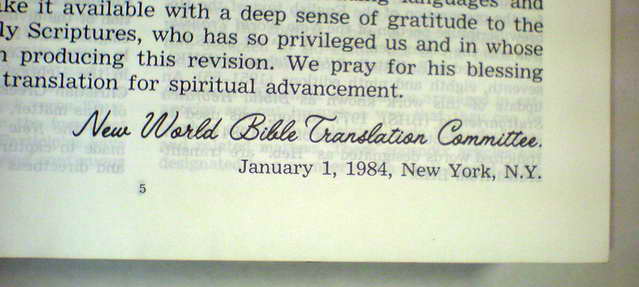 it available with a deep sense of gratitude to the
Scriptures, who has so privileged us and in whose
producing this revision. We pray for his blessing
translation for spiritual advancement.
New World Bible Translation Committee.
January 1, 1984, New York, N.Y.
5